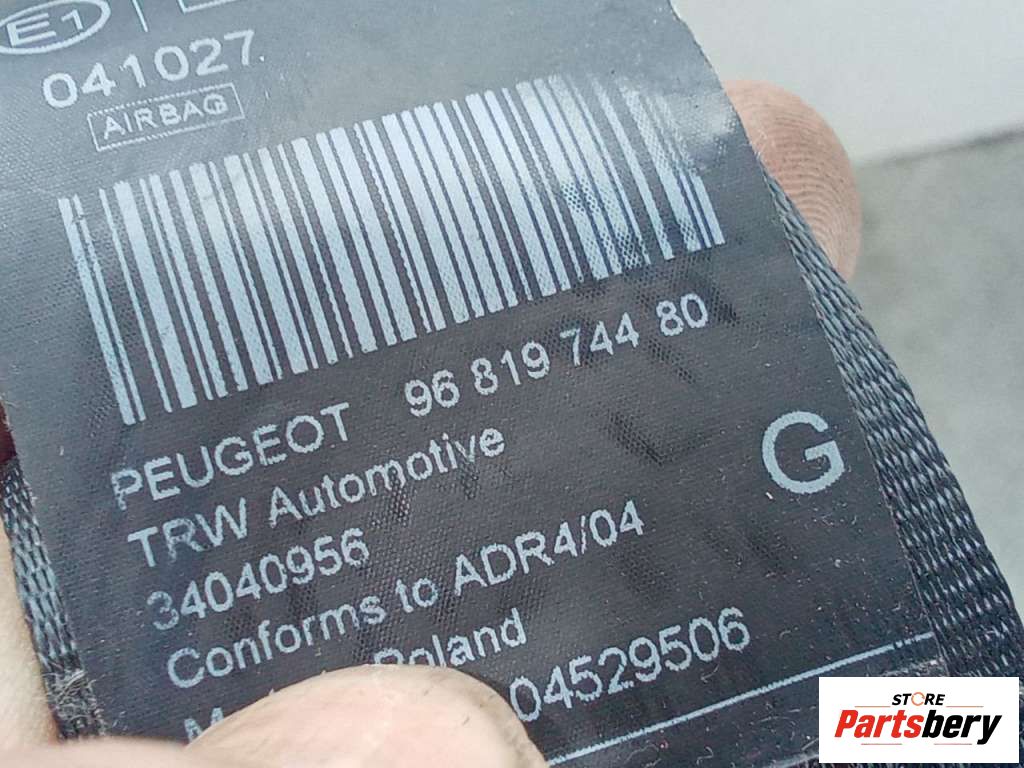 E1
041027
AIRBAG
PEUGEOT 96 819 744 80
TRW Automotive
34040956
G
Conforms to ADR4/04
Poland
04529506
STORE
Partsbery